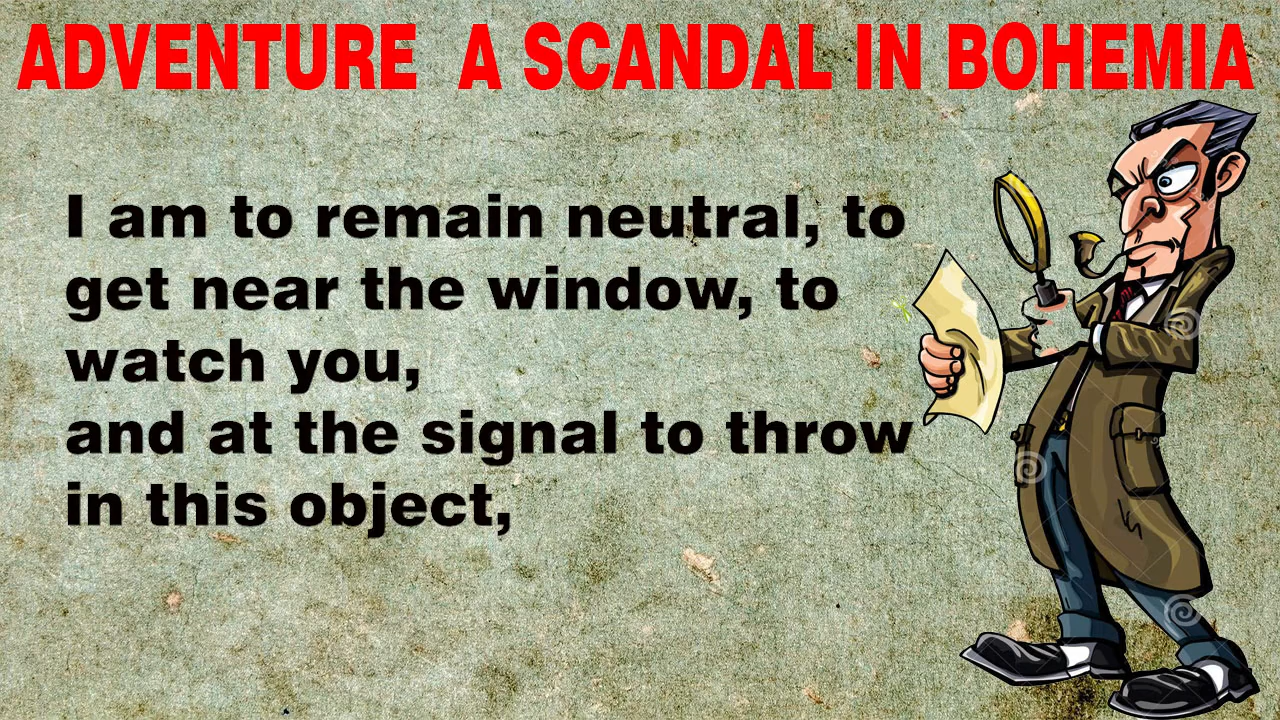 ADVENTURE A SCANDAL IN BOHEMIA
I am to remain neutral, to
get near the window, to
watch you,
and at the signal to throw
in this object,